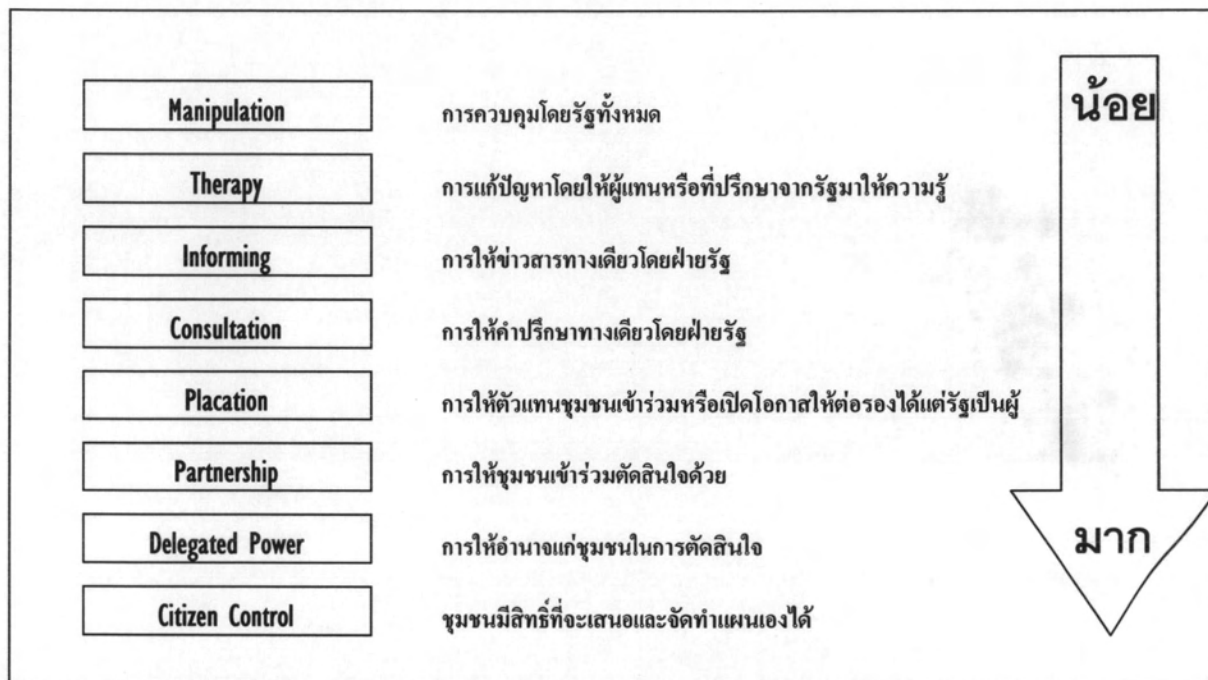 Manipulation การควบคุมโดยรัฐทั้งหมด
น้อย
Therapy การแก้ปัญหาโดยให้ผู้แทนหรือที่ปรึกษาจากรัฐมาให้ความรู้
Informing การให้ข่าวสารทางเดียวโดยฝ่ายรัฐ
Consultation การให้คำปรึกษาทางเดียวโดยฝ่ายรัฐ
Placation การให้ตัวแทนชุมชนเข้าร่วมหรือเปิดโอกาสให้ต่อรองได้แต่รัฐเป็นผู้
Partnership การให้ชุมชนเข้าร่วมตัดสินใจด้วย
Delegated Power การให้อำนาจแก่ชุมชนในการตัดสินใจ
มาก
Citizen Control ชุมชนมีสิทธิ์ที่จะเสนอและจัดทำแผนเองได้